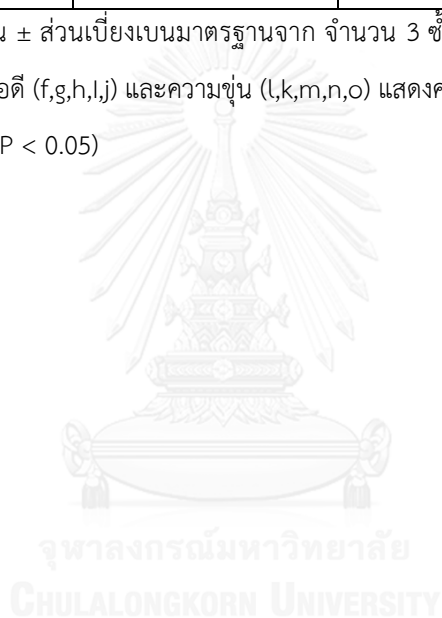 น ± ส่วนเบี่ยงเบนมาตรฐานจาก จำนวน 3 ซ้ำ
อดี (f,g,h,I,j) และความขุ่น (l,k,m,n,o) แสดงค
P < 0.05)
จุฬาลงกรณ์มหาวิทยาลัย
CHULALONGKORN UNIVERSITY